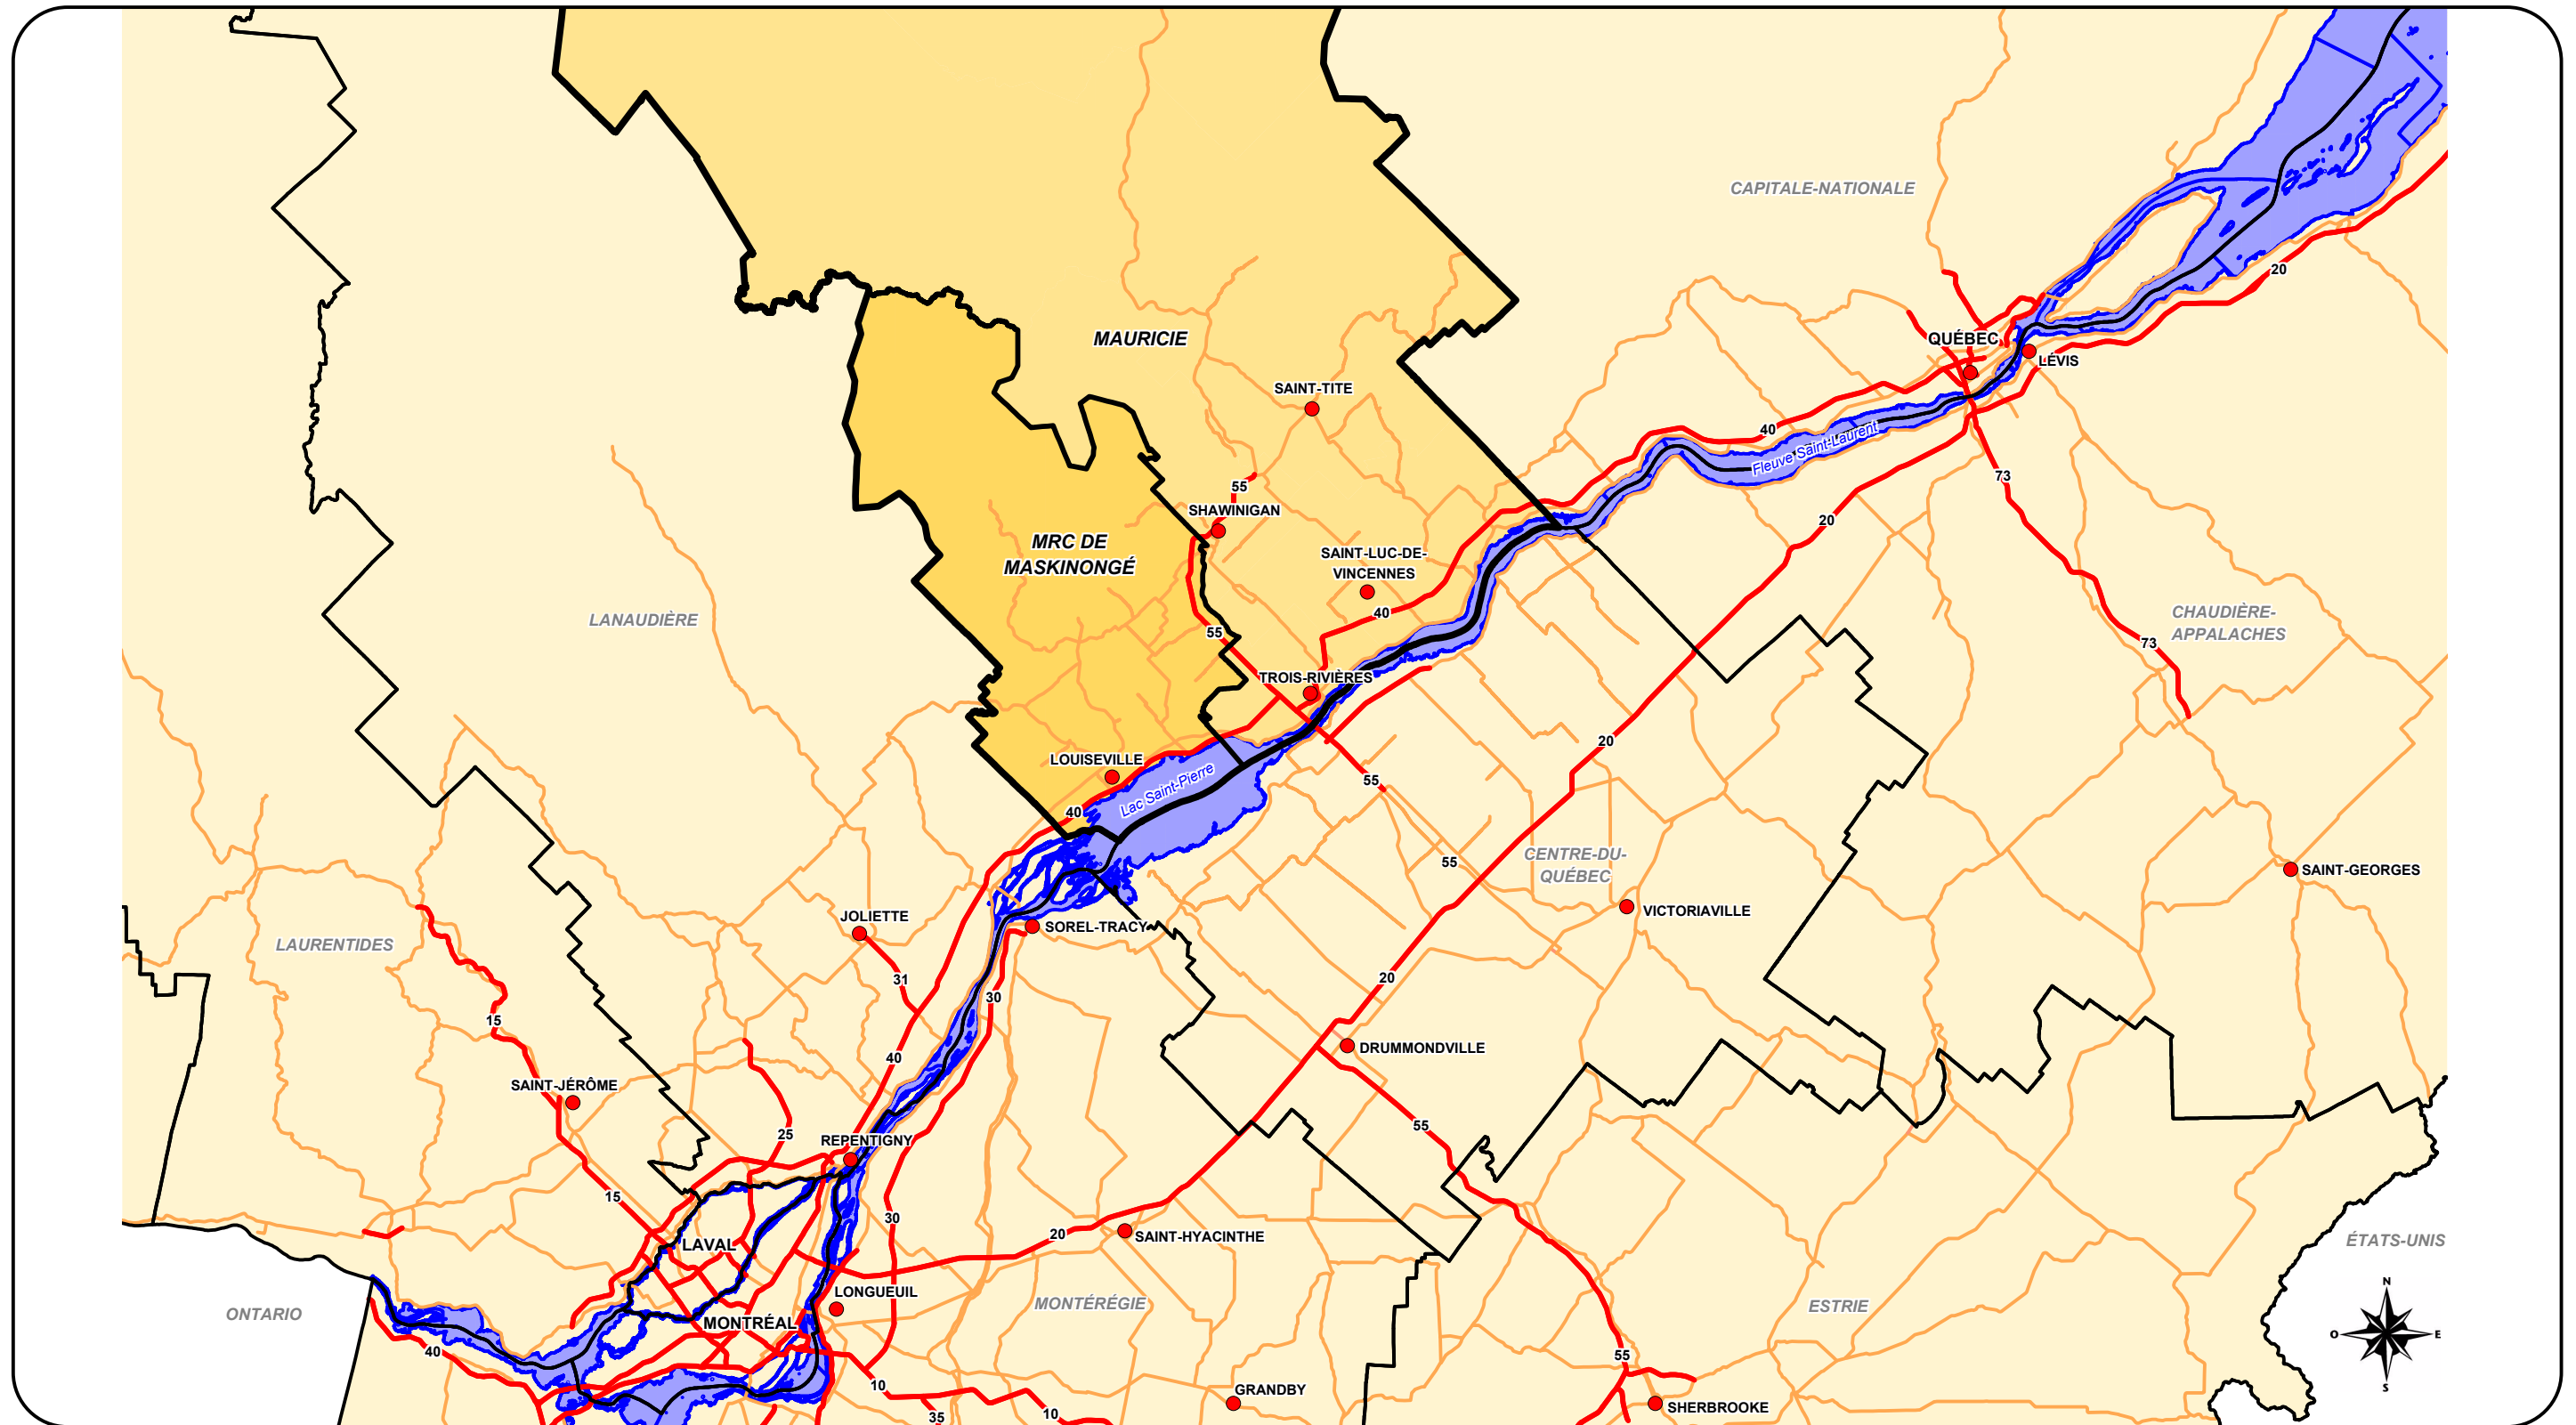 CAPITALE-NATIONALE
20
MAURICIE
QUÉBEC
LÉVIS
SAINT-TITE
40
Fleuve Saint-Laurent
73
55
SHAWINIGAN
20
MRC DE
MASKINONGÉ
SAINT-LUC-DE-
VINCENNES
40
LANAUDIÈRE
CHAUDIÈRE-
APPALACHES
55
73
TROIS-RIVIÈRES
20
LOUISEVILLE
Lac Saint-Pierre
55
40
CENTRE-DU-
QUÉBEC
55
SAINT-GEORGES
JOLIETTE
VICTORIAVILLE
SOREL-TRACY
LAURENTIDES
31
20
30
15
DRUMMONDVILLE
40
SAINT-JÉRÔME
25
REPENTIGNY
55
15
30
20
SAINT-HYACINTHE
LAVAL
ÉTATS-UNIS
LONGUEUIL
MONTÉRÉGIE
ESTRIE
ONTARIO
MONTRÉAL
N
O
E
S
40
55
10
GRANDBY
35
10
SHERBROOKE